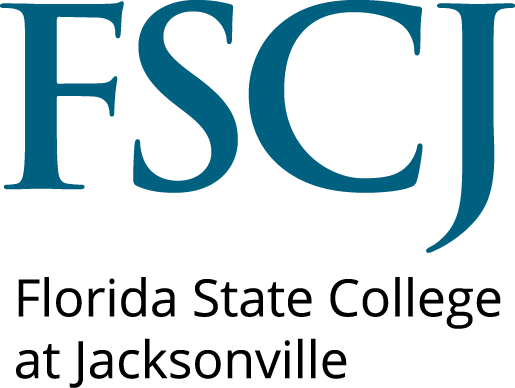 FSCJ
Florida State College
at Jacksonville